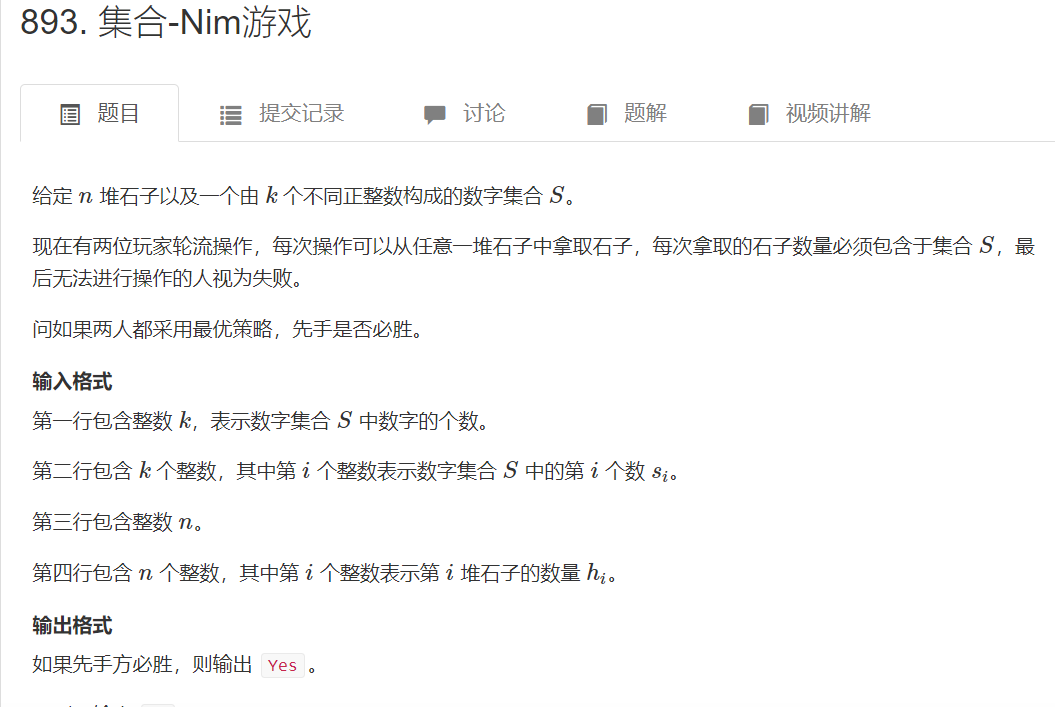 893. 集合-Nim游戏
题目 提交记录 讨论 题解 视频讲解
给定 n 堆石子以及一个由 k 个不同正整数构成的数字集合 S。
现在有两位玩家轮流操作，每次操作可以从任意一堆石子中拿取石子，每次拿取的石子数量必须包含于集合 S，最
后无法进行操作的人视为失败。
问如果两人都采用最优策略，先手是否必胜。
输入格式
第一行包含整数 k，表示数字集合 S 中数字的个数。
第二行包含 k 个整数，其中第 i 个整数表示数字集合 S 中的第 i 个数 sᵢ。
第三行包含整数 n。
第四行包含 n 个整数，其中第 i 个整数表示第 i 堆石子的数量 hᵢ。
输出格式
如果先手方必胜，则输出 Yes 。